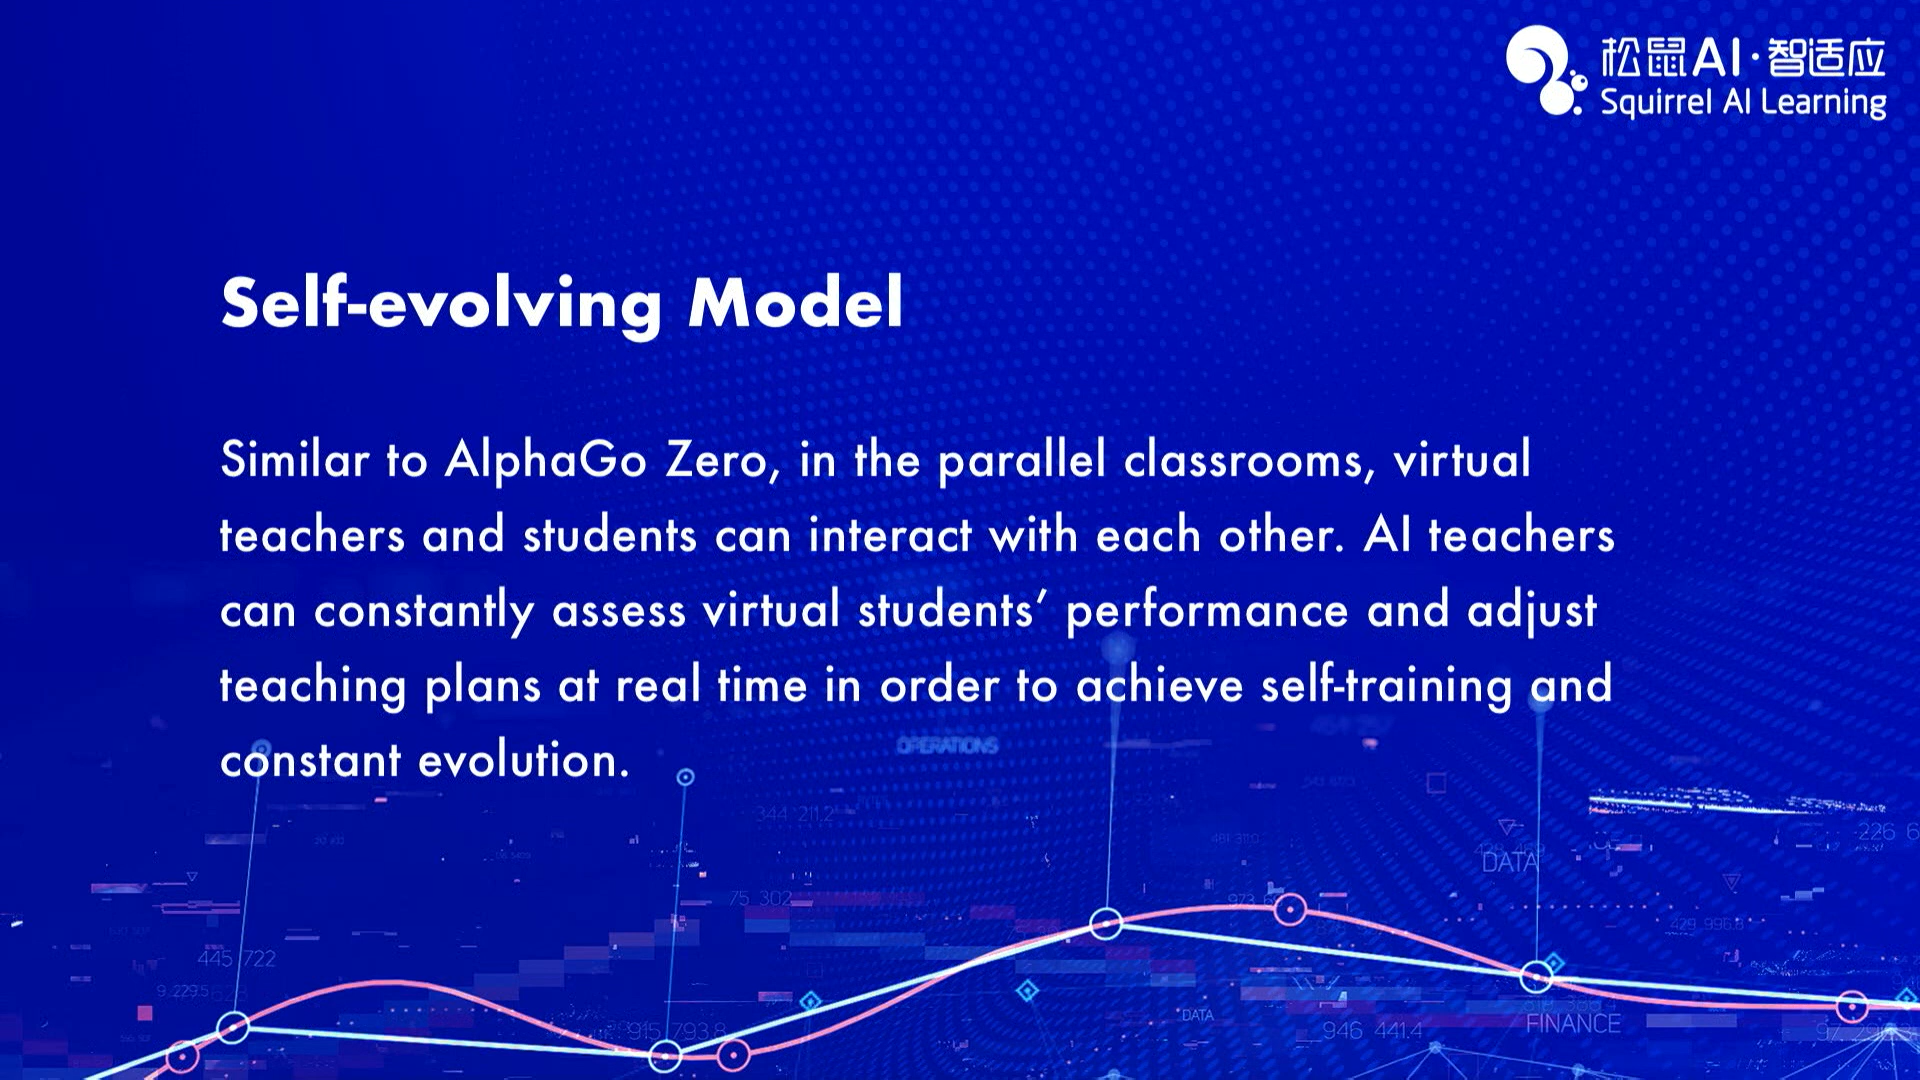 松鼠AI·智适应
Squirrel AI Learning
Self-evolving Model
Similar to AlphaGo Zero, in the parallel classrooms, virtual
teachers and students can interact with each other. AI teachers
can constantly assess virtual students’ performance and adjust
teaching plans at real time in order to achieve self-training and
constant evolution.
OPERATIONS
344 211.2
DATA
75 302
445 722
9 229.5
915 793.8
DATA
946 441.4
FINANCE
429 996.8